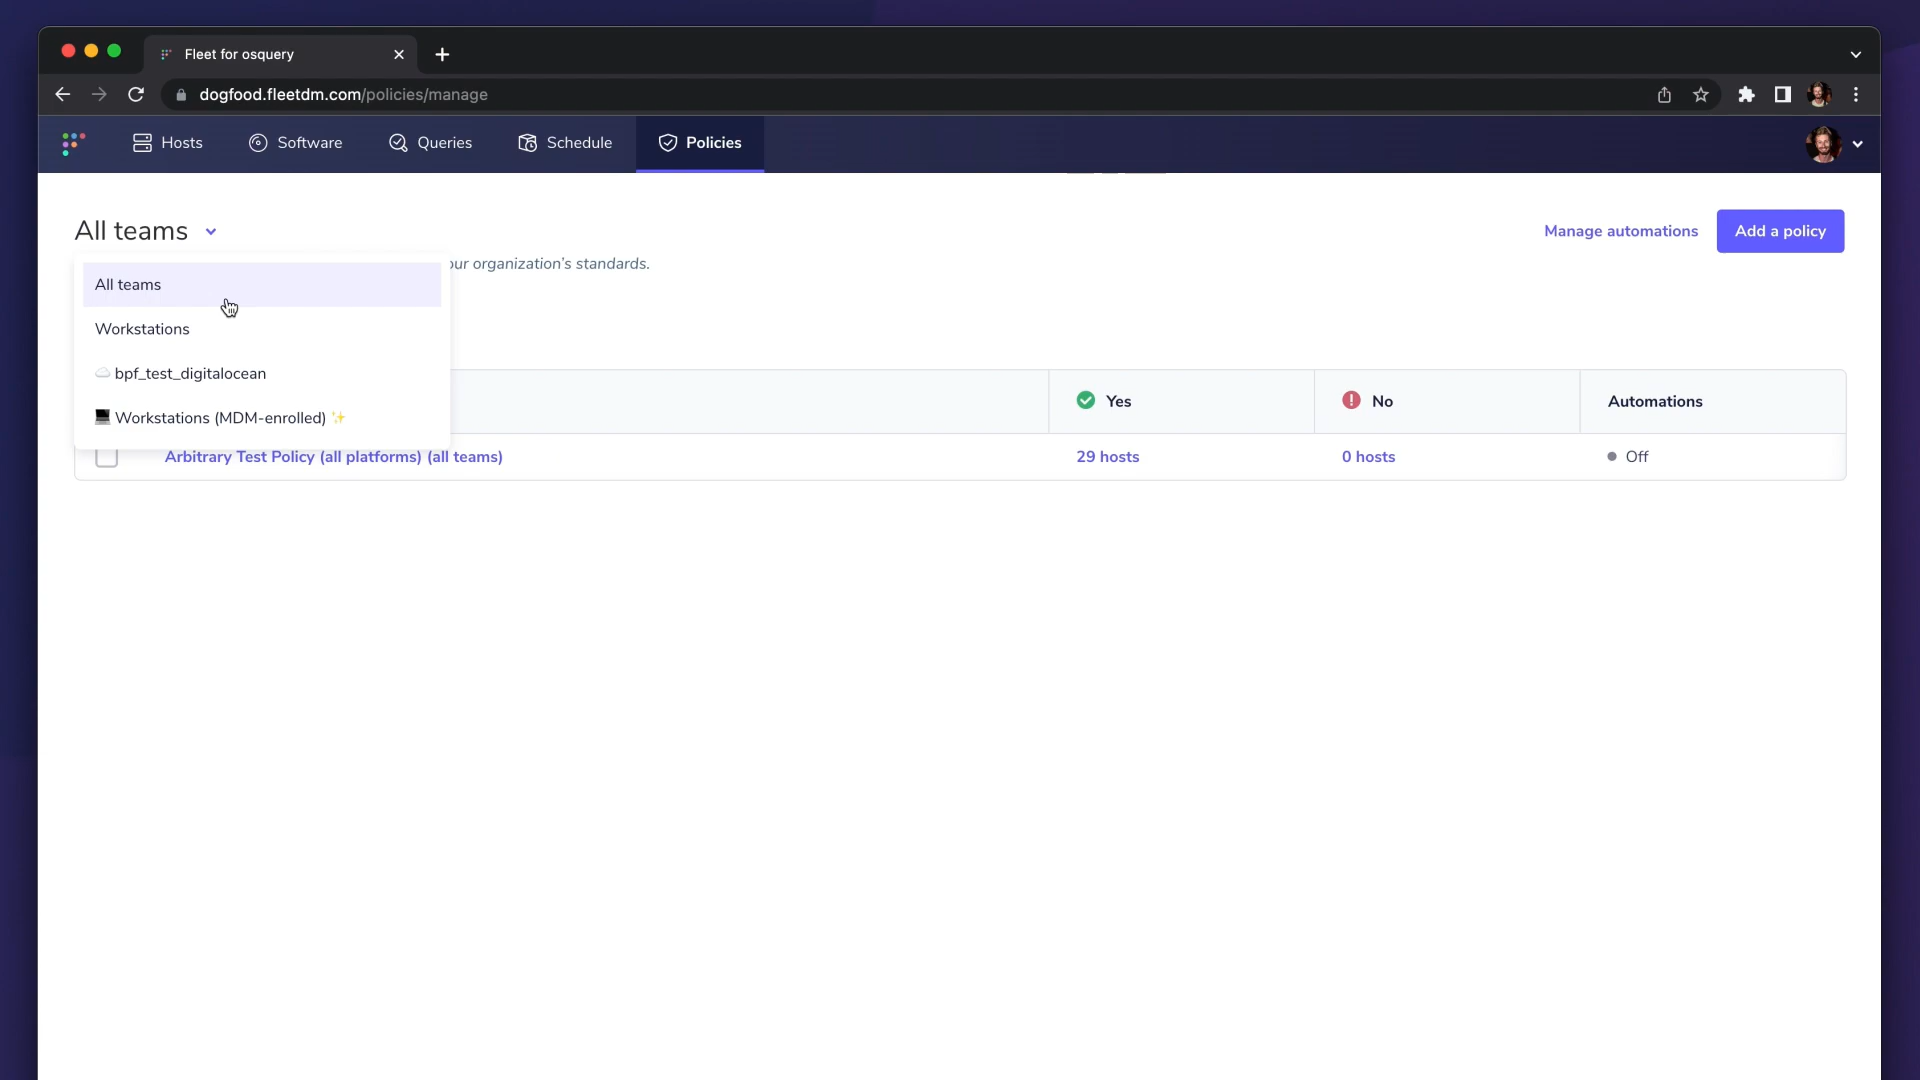 Fleet for osquery
dogfood.fleetdm.com/policies/manage
Hosts
Software
Queries
Schedule
Policies
All teams
Manage automations
Add a policy
organization’s standards.
All teams
Workstations
bpf_test_digitalocean
Workstations (MDM-enrolled) ✨
Yes
No
Automations
Arbitrary Test Policy (all platforms) (all teams)
29 hosts
0 hosts
Off